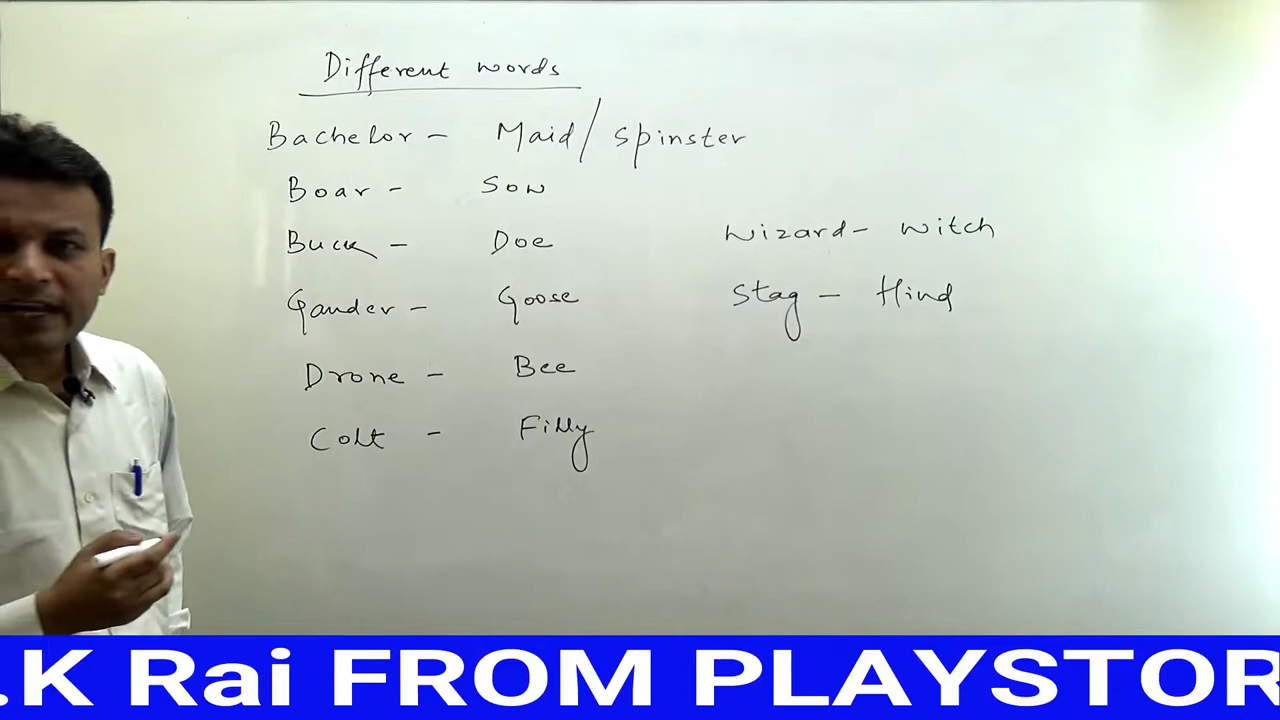 Different words
Bachelor - Maid / Spinster
Boar - Sow
Buck - Doe
Gander - Goose
Drone - Bee
Colt - Filly
Wizard - Witch
Stag - Hind
.K Rai FROM PLAYSTOR